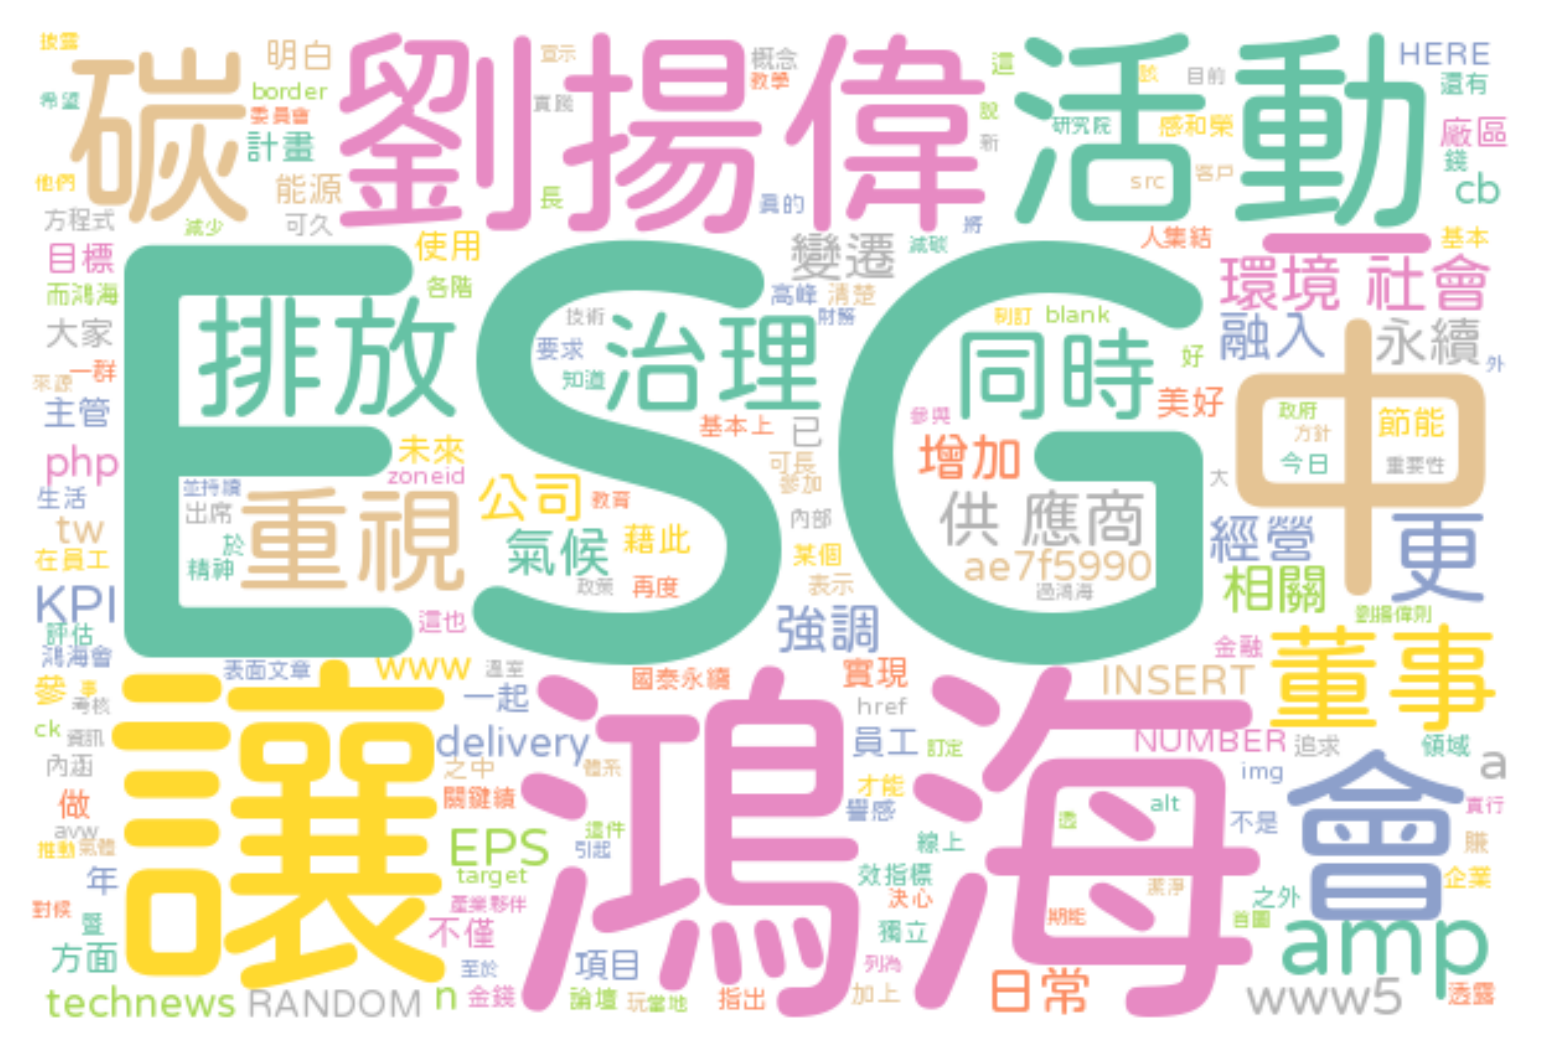 披露
希望
碳
明白
border
委員會
計畫
劉揚偉
宣示
實踐
概念
教學
這
說
新
活動
該
目前
研究院
感和榮
src
客戶
HERE
還有
廠區
錢
cb
他們
方程式
減少
能源
可久
長
真的
將
目標
使用
變遷
減碳
人集結
一
基本
而鴻海
各階
高峰
清楚
財務
環境 社會
ESG
大家
排放
技術
要求
知道
治理
制訂
blank
同時
好
融入
永續
外
一群
來源
主管
基本上
已
參與
美好
中
政府
方針
節能
今日
重要性
php
未來
zoneid
可長
參加
增加
大
生活
並持續
出席
重視
公司
教育
內部
供 應商
經營
更
tw
在員工
於
精神
氣候
藉此
某個
ae7f5990
相關
KPI
政策
再度
表示
過鴻海
劉揚偉則
評估
這也
強調
金融
董事
鴻海會
表面文章
www
溫室
國泰永續
實現
INSERT
參
事
考核
讓
一起
鴻海
href
ck
資訊
delivery
員工
訂定
NUMBER
追求
領域
a
內涵
之中
體系
才能
img
會
做
關鍵績
譽感
alt
實行
avw
推動
氣體
EPS
這件
引起
線上
透
不是
賺
年
target
效指標
潔淨
之外
企業
對候
暨
產業夥伴
決心
期能
首圖
方面
不僅
獨立
amp
至於
項目
列為
technews
RANDOM
n
金錢
論壇
玩
當地
指出
加上
日常
www5
透露